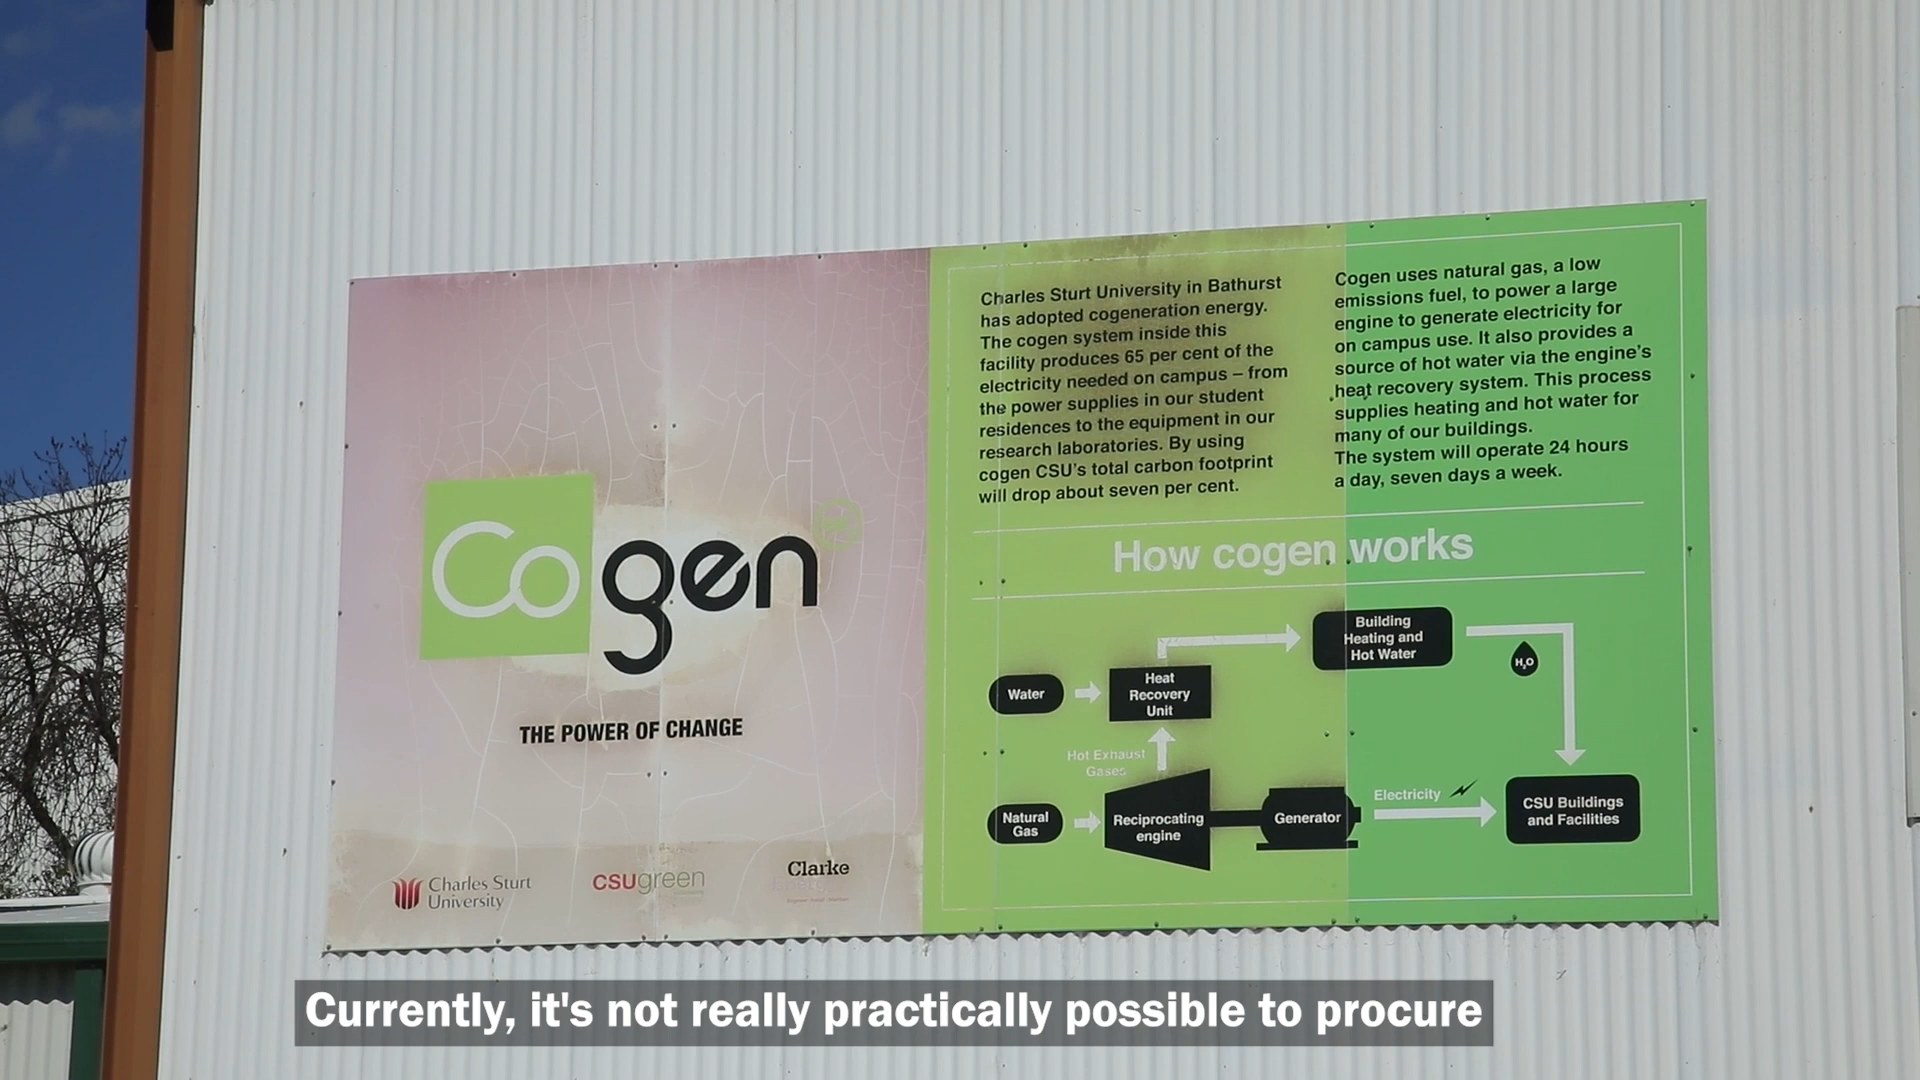 Charles Sturt University in Bathurst
has adopted cogeneration energy.
The cogen system inside this
facility produces 65 per cent of the
electricity needed on campus – from
the power supplies in our student
residences to the equipment in our
research laboratories. By using
cogen CSU's total carbon footprint
will drop about seven per cent.
Cogen uses natural gas, a low
emissions fuel, to power a large
engine to generate electricity for
on campus use. It also provides a
source of hot water via the engine's
heat recovery system. This process
supplies heating and hot water for
many of our buildings.
The system will operate 24 hours
a day, seven days a week.
Cogen
THE POWER OF CHANGE
Charles Sturt
University
CSUgreen
Clarke
How cogen works
Building
Heating and
Hot Water
H₂O
Water
Heat
Recovery
Unit
Hot Exhaust
Gases
Natural
Gas
Reciprocating
engine
Generator
Electricity
CSU Buildings
and Facilities
Currently, it's not really practically possible to procure